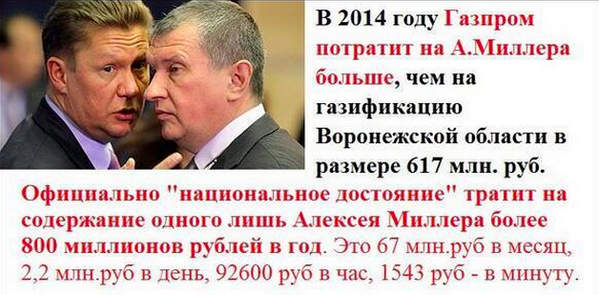 В 2014 году Газпром
потратит на А.Миллера
больше, чем на
газификацию
Воронежской области в
размере 617 млн. руб.
Официально "национальное достояние" тратит на
содержание одного лишь Алексея Миллера более
800 миллионов рублей в год. Это 67 млн.руб в месяц,
2,2 млн.руб в день, 92600 руб в час, 1543 руб - в минуту.